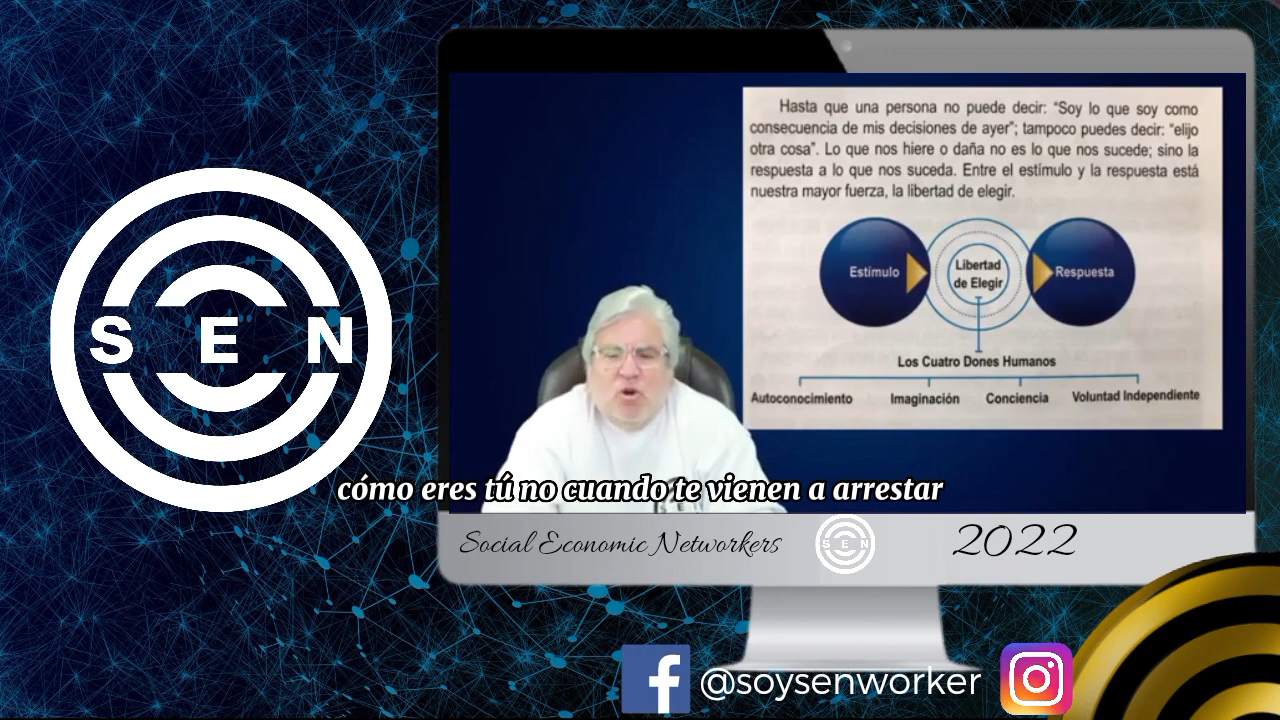 Hasta que una persona no puede decir: “Soy lo que soy como
consecuencia de mis decisiones de ayer”; tampoco puedes decir: “elijo
otra cosa”. Lo que nos hiere o daña no es lo que nos sucede; sino la
respuesta a lo que nos suceda. Entre el estímulo y la respuesta está
nuestra mayor fuerza, la libertad de elegir.
Estímulo
Libertad
de Elegir
Respuesta
Los Cuatro Dones Humanos
Autoconocimiento
Imaginación
Conciencia
Voluntad Independiente
S E N
cómo eres tú no cuando te vienen a arrestar
Social Economic Networkers
S E N
2022
@soysenworker